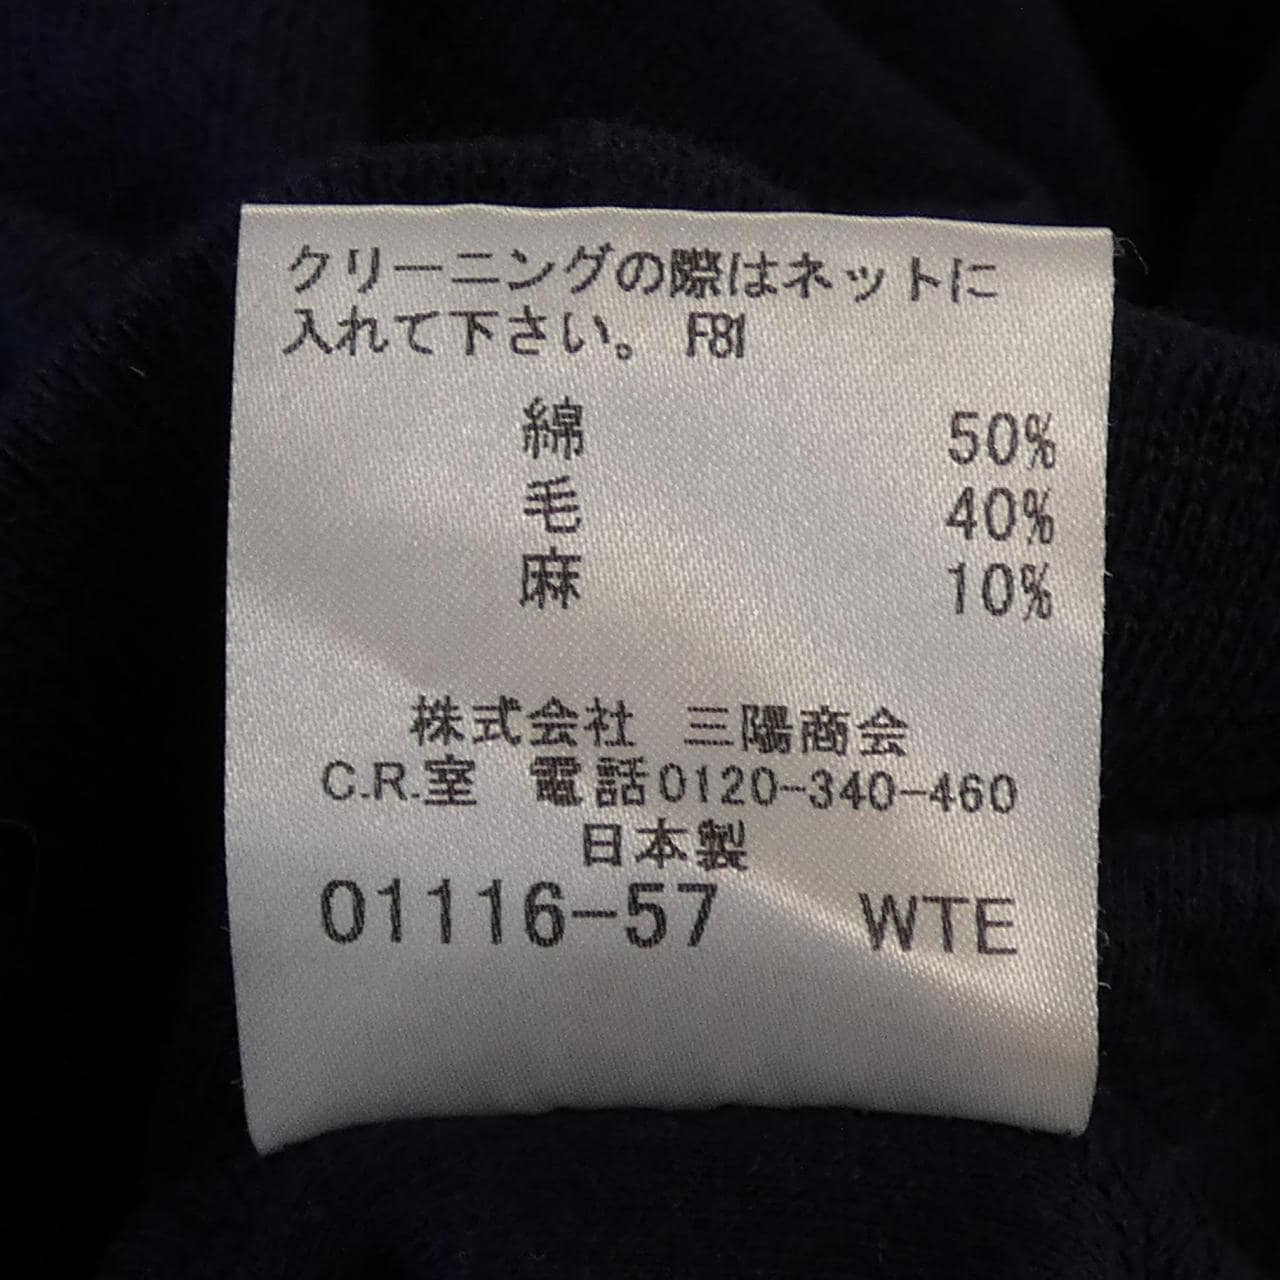 クリーニングの際はネットに
入れて下さい。 F81
綿 50%
毛 40%
麻 10%
株式会社 三陽商会
C.R.室 電話0120-340-460
日本製
01116-57 WTE